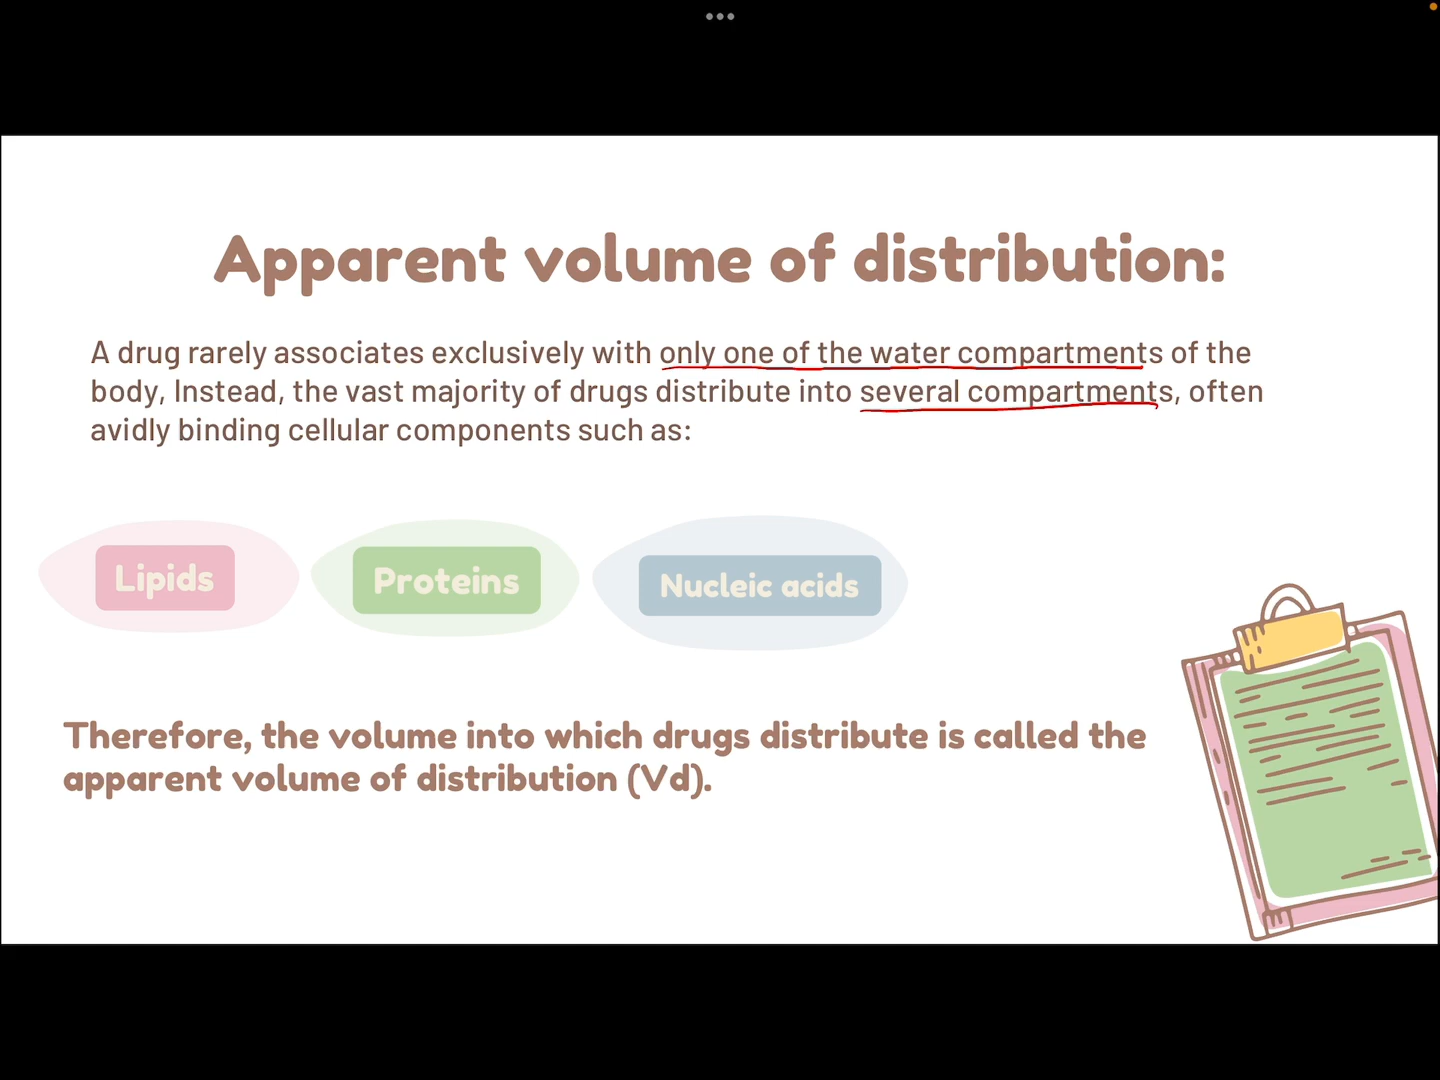 Apparent volume of distribution:
A drug rarely associates exclusively with only one of the water compartments of the
body, Instead, the vast majority of drugs distribute into several compartments, often
avidly binding cellular components such as:
Lipids
Proteins
Nucleic acids
Therefore, the volume into which drugs distribute is called the
apparent volume of distribution (Vd).